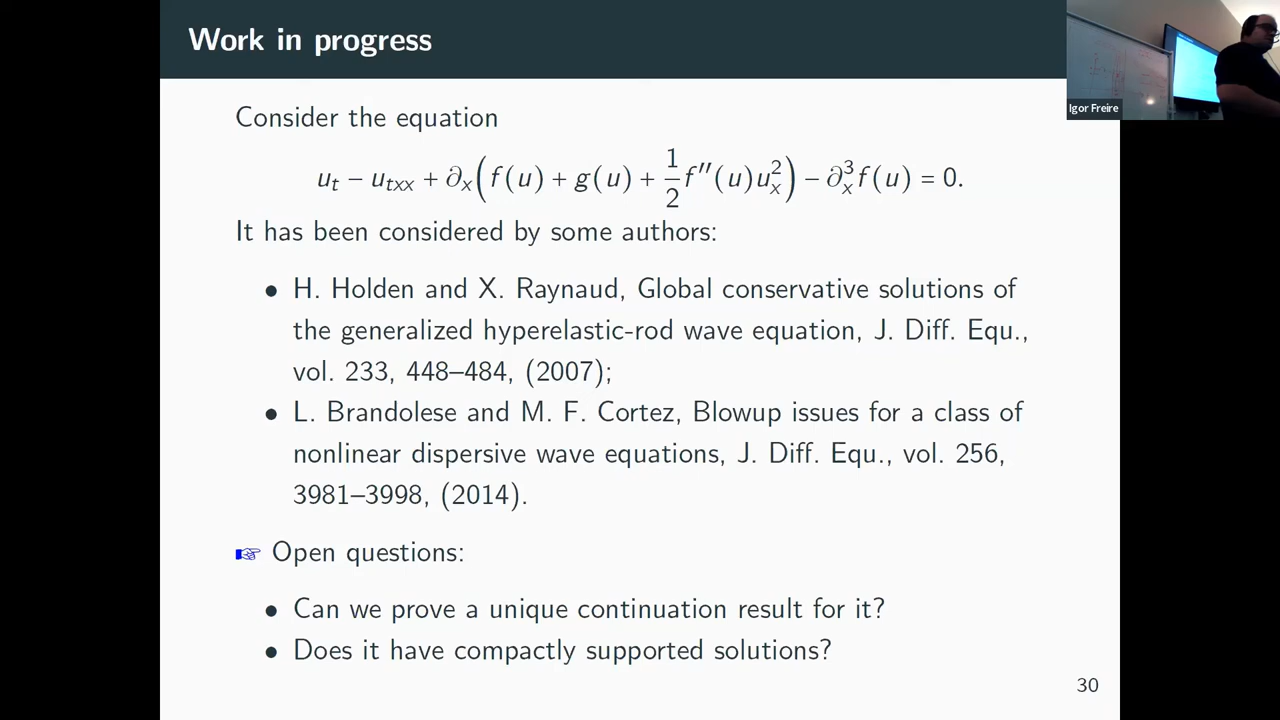 Work in progress
Igor Freire
Consider the equation
u_t − u_{txx} + ∂_x(f(u) + g(u) + \frac{1}{2}f''(u)u_x^2) − ∂_x^3 f(u) = 0.
It has been considered by some authors:
• H. Holden and X. Raynaud, Global conservative solutions of
the generalized hyperelastic-rod wave equation, J. Diff. Equ.,
vol. 233, 448–484, (2007);
• L. Brandolese and M. F. Cortez, Blowup issues for a class of
nonlinear dispersive wave equations, J. Diff. Equ., vol. 256,
3981–3998, (2014).
☞ Open questions:
• Can we prove a unique continuation result for it?
• Does it have compactly supported solutions?
30